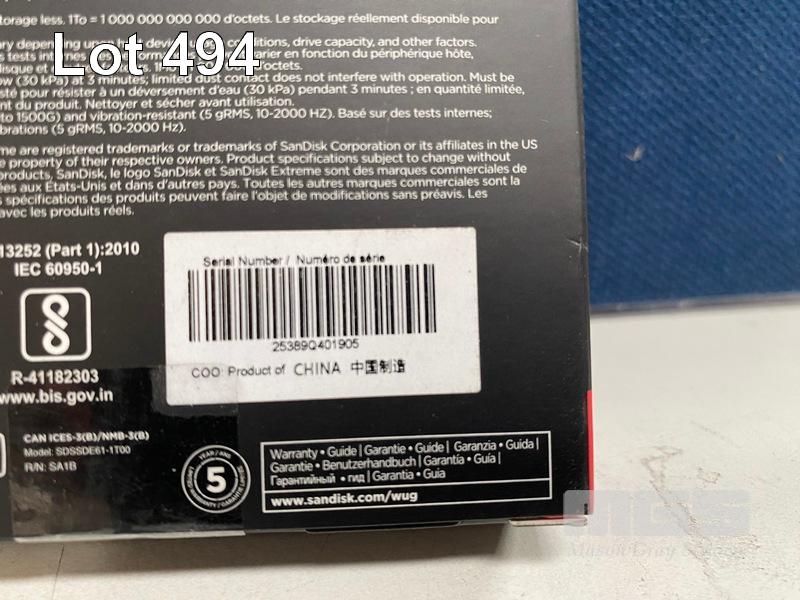 torage less. 1To = 1 000 000 000 000 d'octets. Le stockage réellement disponible pour
ary depending upon host device, conditions, drive capacity, and other factors.
s tests internes varier en fonction du périphérique hôte,
disque et d'octets.
Lot 494
ow (30 kPa) at 3 minutes; limited dust contact does not interfere with operation. Must be
sté pour résister à un déversement d'eau (30 kPa) pendant 3 minutes ; en quantité limitée,
nt du produit. Nettoyer et sécher avant utilisation.
to 1500G) and vibration-resistant (5 gRMS, 10-2000 HZ). Basé sur des tests internes;
brations (5 gRMS, 10-2000 Hz).
me are registered trademarks or trademarks of SanDisk Corporation or its affiliates in the US
e property of their respective owners. Product specifications subject to change without
products, SanDisk, le logo SanDisk et SanDisk Extreme sont des marques commerciales de
ées aux États-Unis et dans d'autres pays. Toutes les autres marques commerciales sont la
s spécifications des produits peuvent faire l'objet de modifications sans préavis. Les
avec les produits réels.
13252 (Part 1):2010
IEC 60950-1
R-41182303
www.bis.gov.in
Serial Number / Numéro de série
25389Q401905
COO Product of CHINA 中国制造
CAN ICES-3(B)/NMB-3(B)
Model: SDSSDE61-1T00
R/N: SA1B
YEAR / ANS
5
Warranty • Guide | Garantie • Guide | Garanzia • Guida |
Garantie • Benutzerhandbuch | Garantía • Guía |
Гарантийный • гид | Garantia • Guia
www.sandisk.com/wug
MGS
Mason Gray